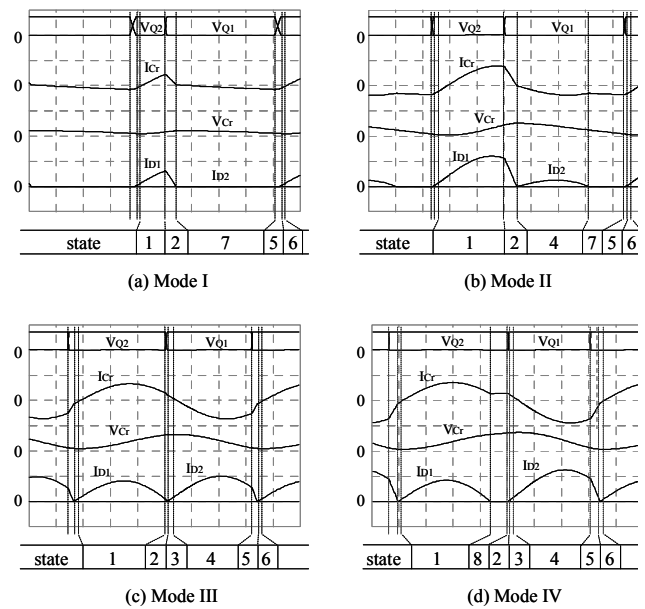 0 VQ2 VQ1
ICr
0
VCr
0
ID1 ID2
0
state 1 2 7 5 6
(a) Mode I
0 VQ2 VQ1
ICr
0
VCr
0
ID1 ID2
0
state 1 2 4 7 5 6
(b) Mode II
0 VQ2 VQ1
ICr
0
VCr
0
ID1 ID2
0
state 1 2 3 4 5 6
(c) Mode III
0 VQ2 VQ1
ICr
0
VCr
0
ID1 ID2
0
state 1 8 2 3 4 5 6
(d) Mode IV